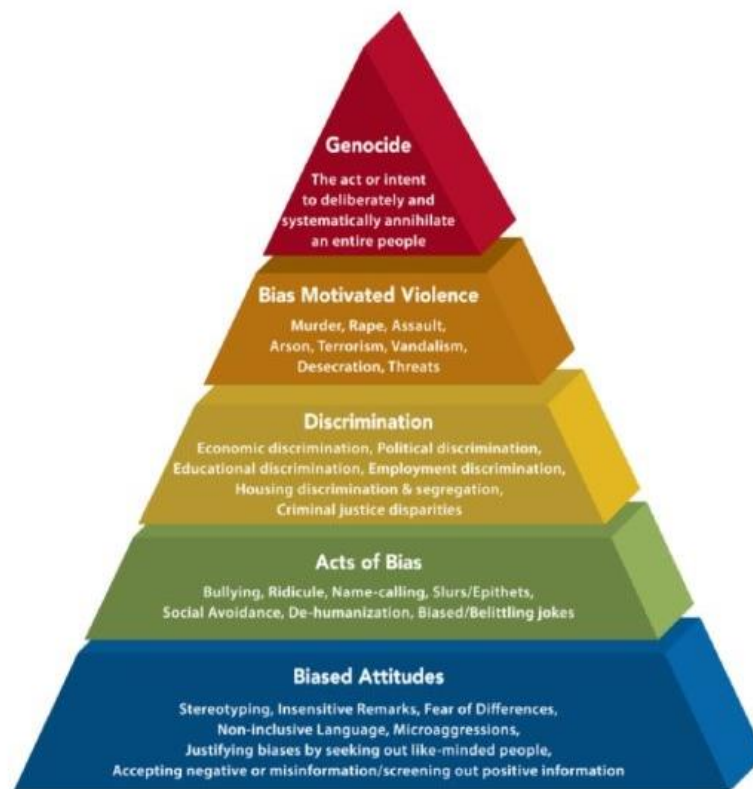 Genocide
The act or intent
to deliberately and
systematically annihilate
an entire people
Bias Motivated Violence
Murder, Rape, Assault,
Arson, Terrorism, Vandalism,
Desecration, Threats
Discrimination
Economic discrimination, Political discrimination,
Educational discrimination, Employment discrimination,
Housing discrimination & segregation,
Criminal justice disparities
Acts of Bias
Bullying, Ridicule, Name-calling, Slurs/Epithets,
Social Avoidance, De-humanization, Biased/Belittling jokes
Biased Attitudes
Stereotyping, Insensitive Remarks, Fear of Differences,
Non-inclusive Language, Microaggressions,
Justifying biases by seeking out like-minded people,
Accepting negative or misinformation/screening out positive information